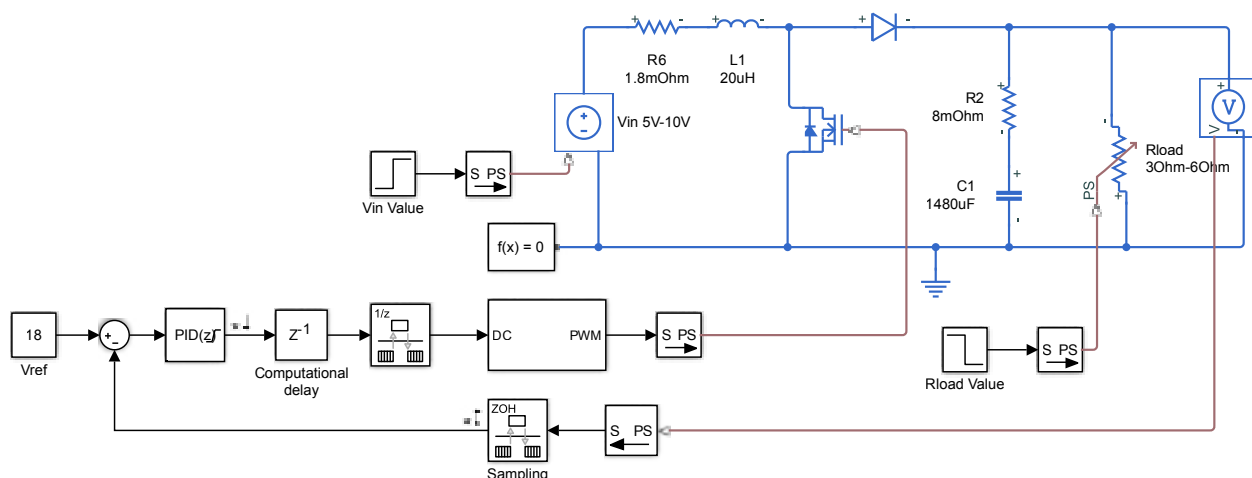 R6
1.8mOhm
L1
20uH
Vin 5V-10V
R2
8mOhm
C1
1480uF
V
V
Rload
3Ohm-6Ohm
PS
S PS
Vin Value
f(x) = 0
18
Vref
+
-
PID(z)
Z-1
Computational
delay
1/z
DC PWM
S PS
Rload Value
S PS
ZOH
Sampling
S PS